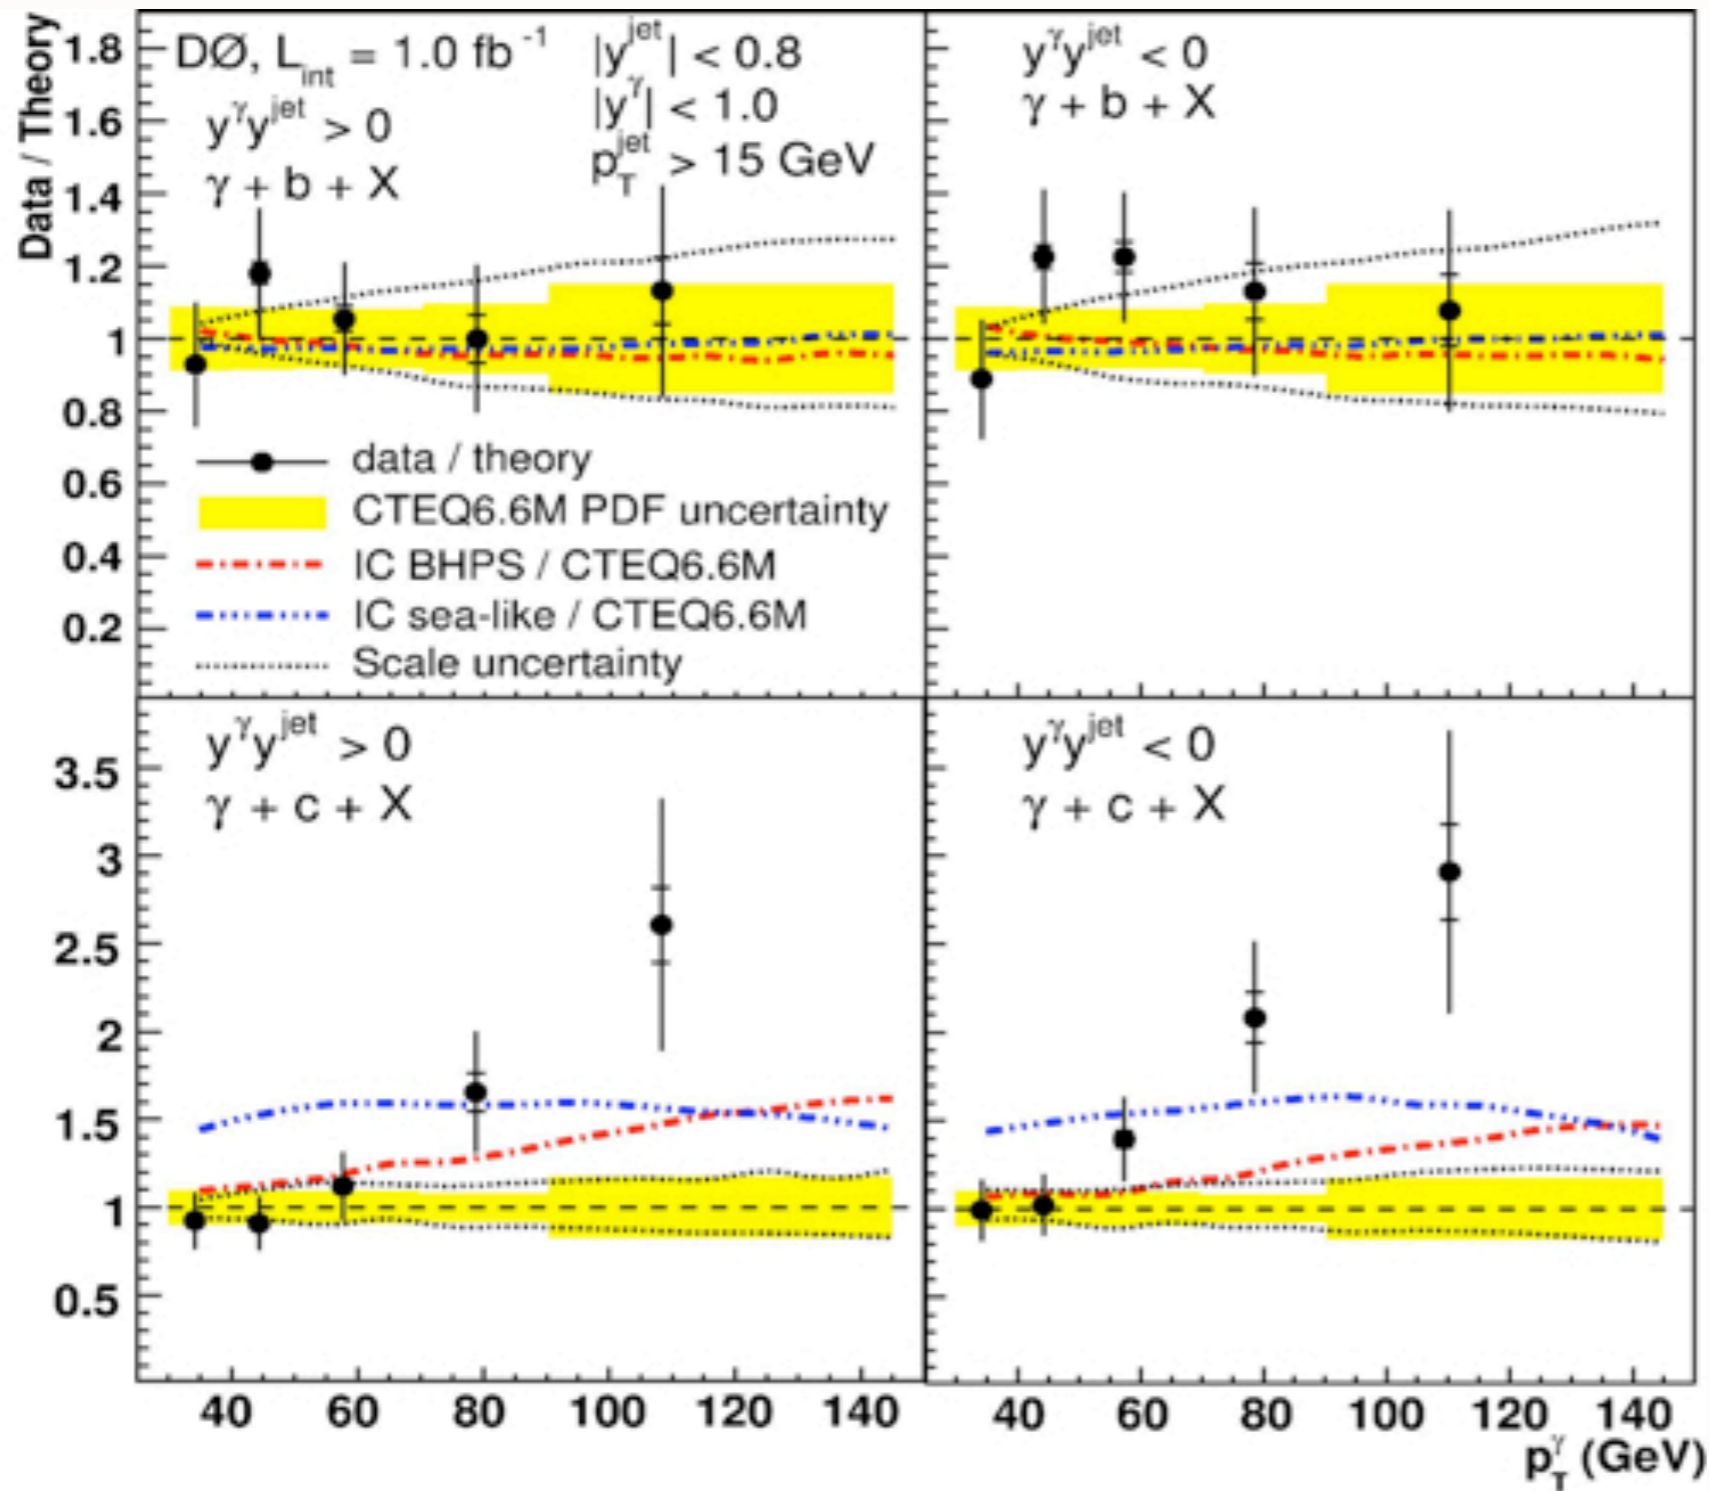 Data / Theory
1.8
1.6
1.4
1.2
1
0.8
0.6
0.4
0.2
DØ, L_int = 1.0 fb⁻¹
y^γ y^jet > 0
γ + b + X
|y^jet| < 0.8
|y^γ| < 1.0
p_T^jet > 15 GeV
data / theory
CTEQ6.6M PDF uncertainty
IC BHPS / CTEQ6.6M
IC sea-like / CTEQ6.6M
Scale uncertainty
y^γ y^jet < 0
γ + b + X
3.5
3
2.5
2
1.5
1
0.5
y^γ y^jet > 0
γ + c + X
y^γ y^jet < 0
γ + c + X
40 60 80 100 120 140
40 60 80 100 120 140
p_T^γ (GeV)